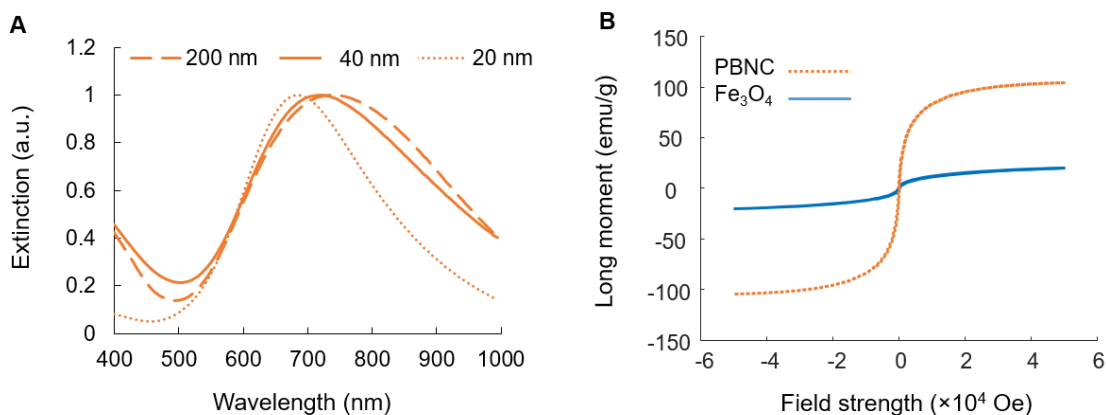 A
Extinction (a.u.)
1.2
1
0.8
0.6
0.4
0.2
0
200 nm 40 nm 20 nm
400 500 600 700 800 900 1000
Wavelength (nm)
B
Long moment (emu/g)
150
100
50
0
-50
-100
-150
PBNC
Fe₃O₄
-6 -4 -2 0 2 4 6
Field strength (×10⁴ Oe)